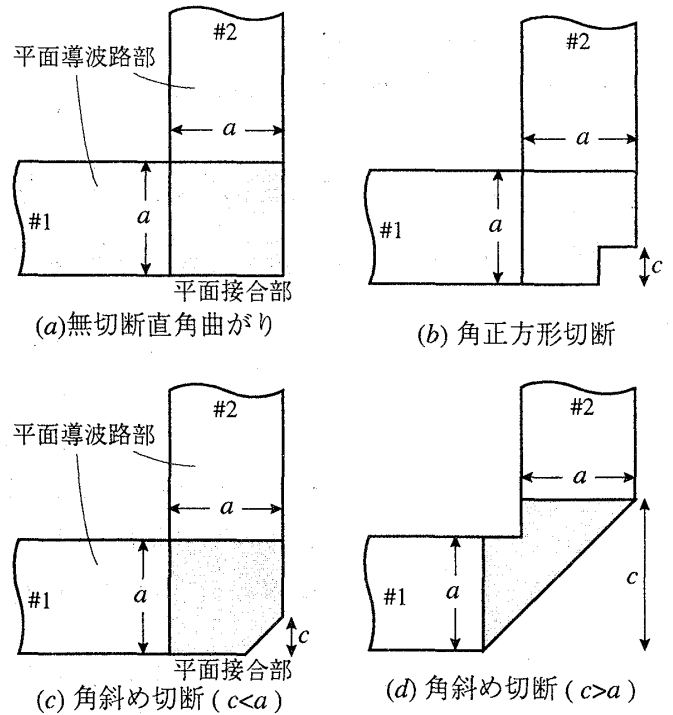 平面導波路部
#2
a
a
#1
平面接合部
(a)無切断直角曲がり
#2
a
a
#1
c
(b) 角正方形切断
平面導波路部
#2
a
a
#1
c
平面接合部
(c) 角斜め切断 ( c<a )
#2
a
a
#1
c
(d) 角斜め切断 ( c>a )